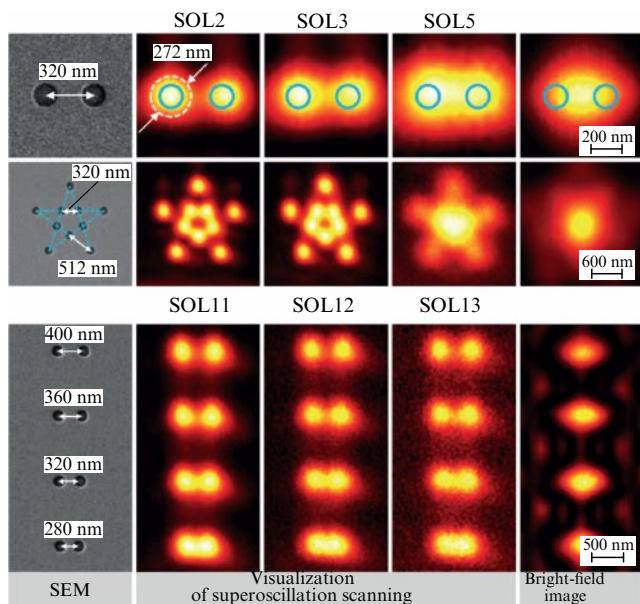 SOL2 SOL3 SOL5
320 nm
272 nm
200 nm
320 nm
512 nm
600 nm
SOL11 SOL12 SOL13
400 nm
360 nm
320 nm
280 nm
500 nm
SEM
Visualization
of superoscillation scanning
Bright-field
image